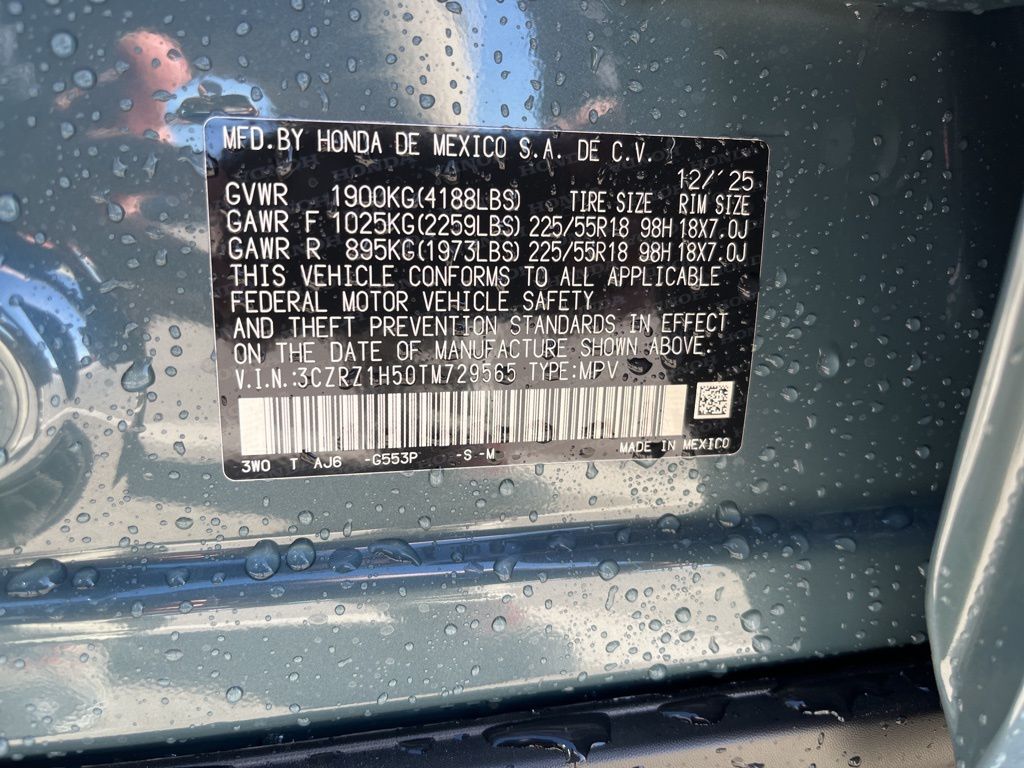 MFD.BY HONDA DE MEXICO S.A. DE C.V.
12/'25
GVWR 1900KG(4188LBS) TIRE SIZE RIM SIZE
GAWR F 1025KG(2259LBS) 225/55R18 98H 18X7.0J
GAWR R 895KG(1973LBS) 225/55R18 98H 18X7.0J
THIS VEHICLE CONFORMS TO ALL APPLICABLE
FEDERAL MOTOR VEHICLE SAFETY
AND THEFT PREVENTION STANDARDS IN EFFECT
ON THE DATE OF MANUFACTURE SHOWN ABOVE.
V.I.N.:3CZRZ1H50TM729565 TYPE:MPV
3W0 T AJ6 -G553P -S -M MADE IN MEXICO